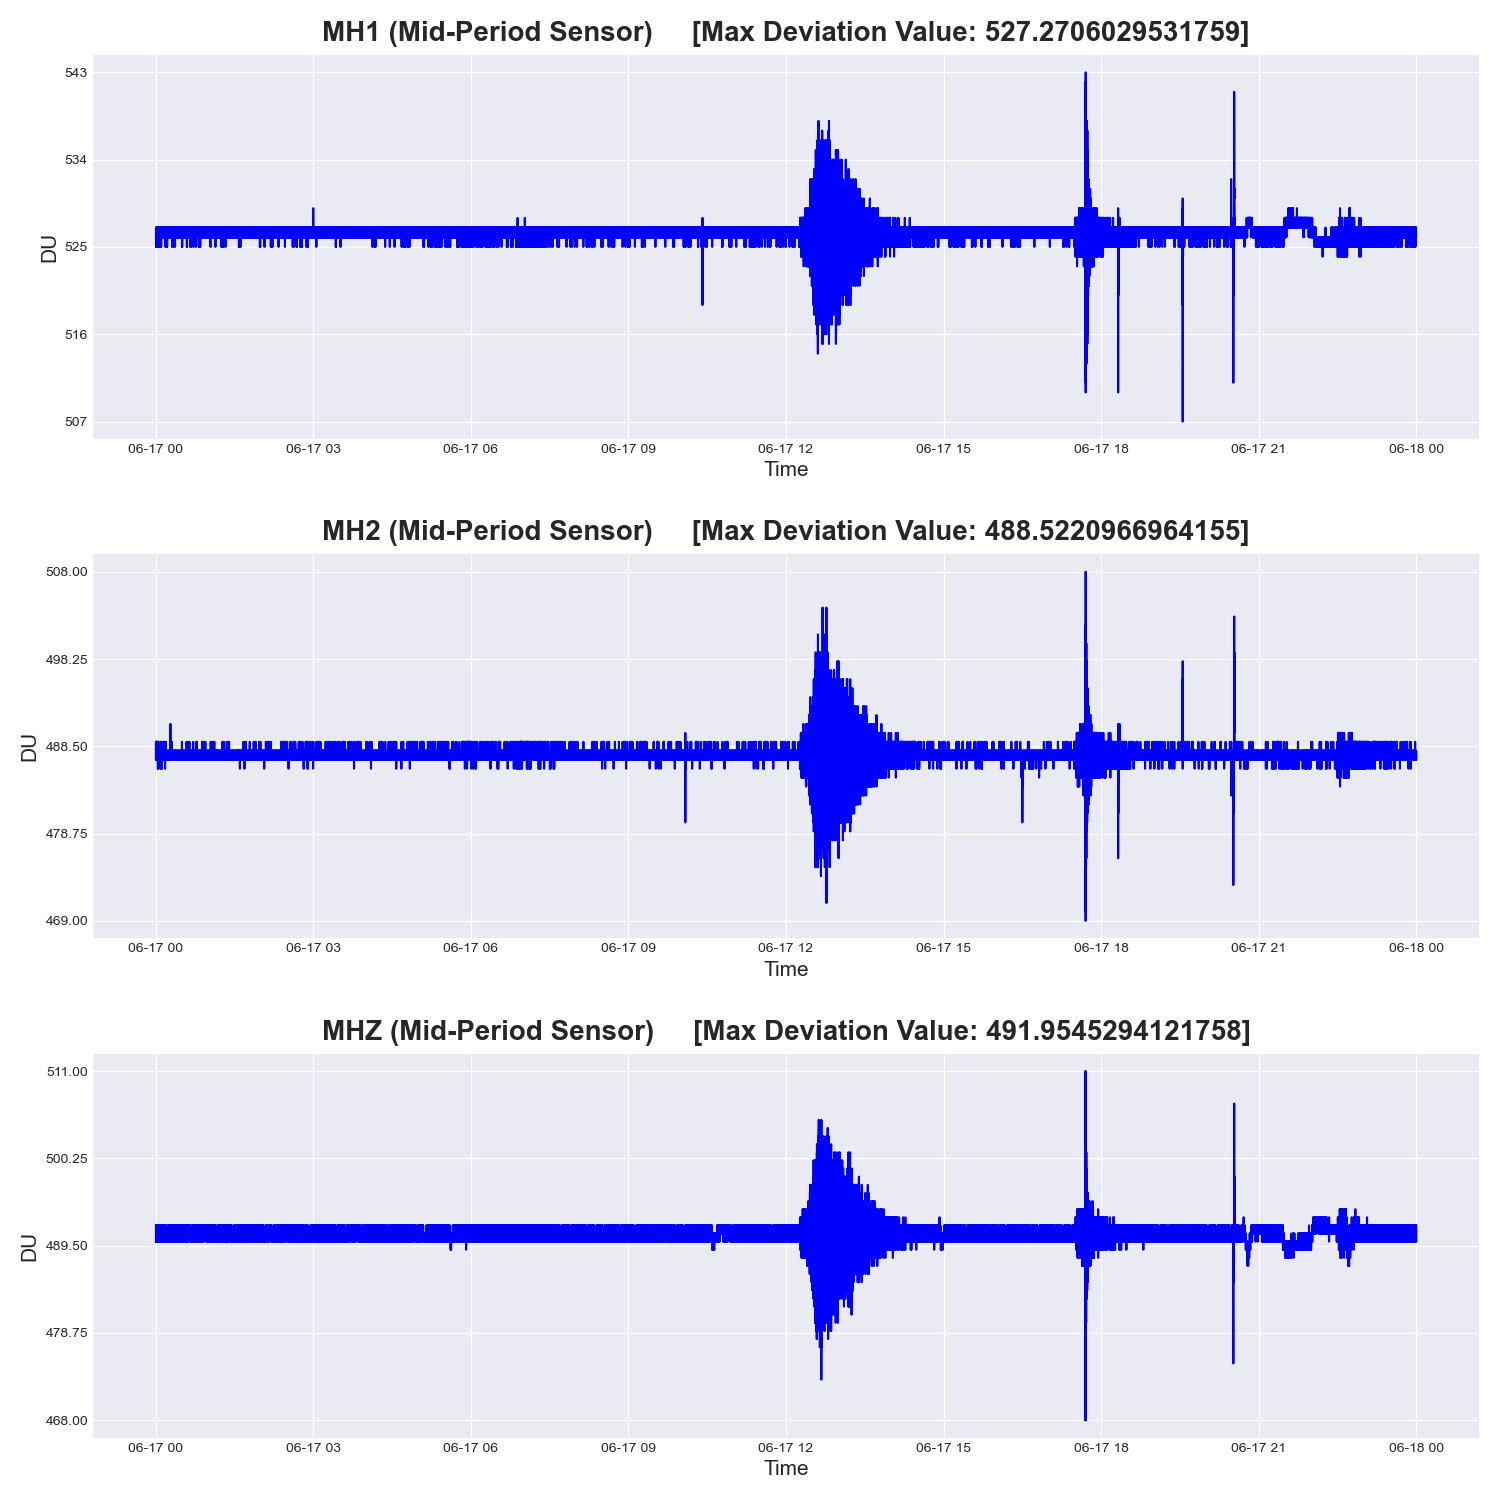 MH1 (Mid-Period Sensor) [Max Deviation Value: 527.2706029531759]
543
534
525
516
507
DU
06-17 00 06-17 03 06-17 06 06-17 09 06-17 12 06-17 15 06-17 18 06-17 21 06-18 00
Time
MH2 (Mid-Period Sensor) [Max Deviation Value: 488.5220966964155]
508.00
498.25
488.50
478.75
469.00
DU
06-17 00 06-17 03 06-17 06 06-17 09 06-17 12 06-17 15 06-17 18 06-17 21 06-18 00
Time
MHZ (Mid-Period Sensor) [Max Deviation Value: 491.9545294121758]
511.00
500.25
489.50
478.75
468.00
DU
06-17 00 06-17 03 06-17 06 06-17 09 06-17 12 06-17 15 06-17 18 06-17 21 06-18 00
Time